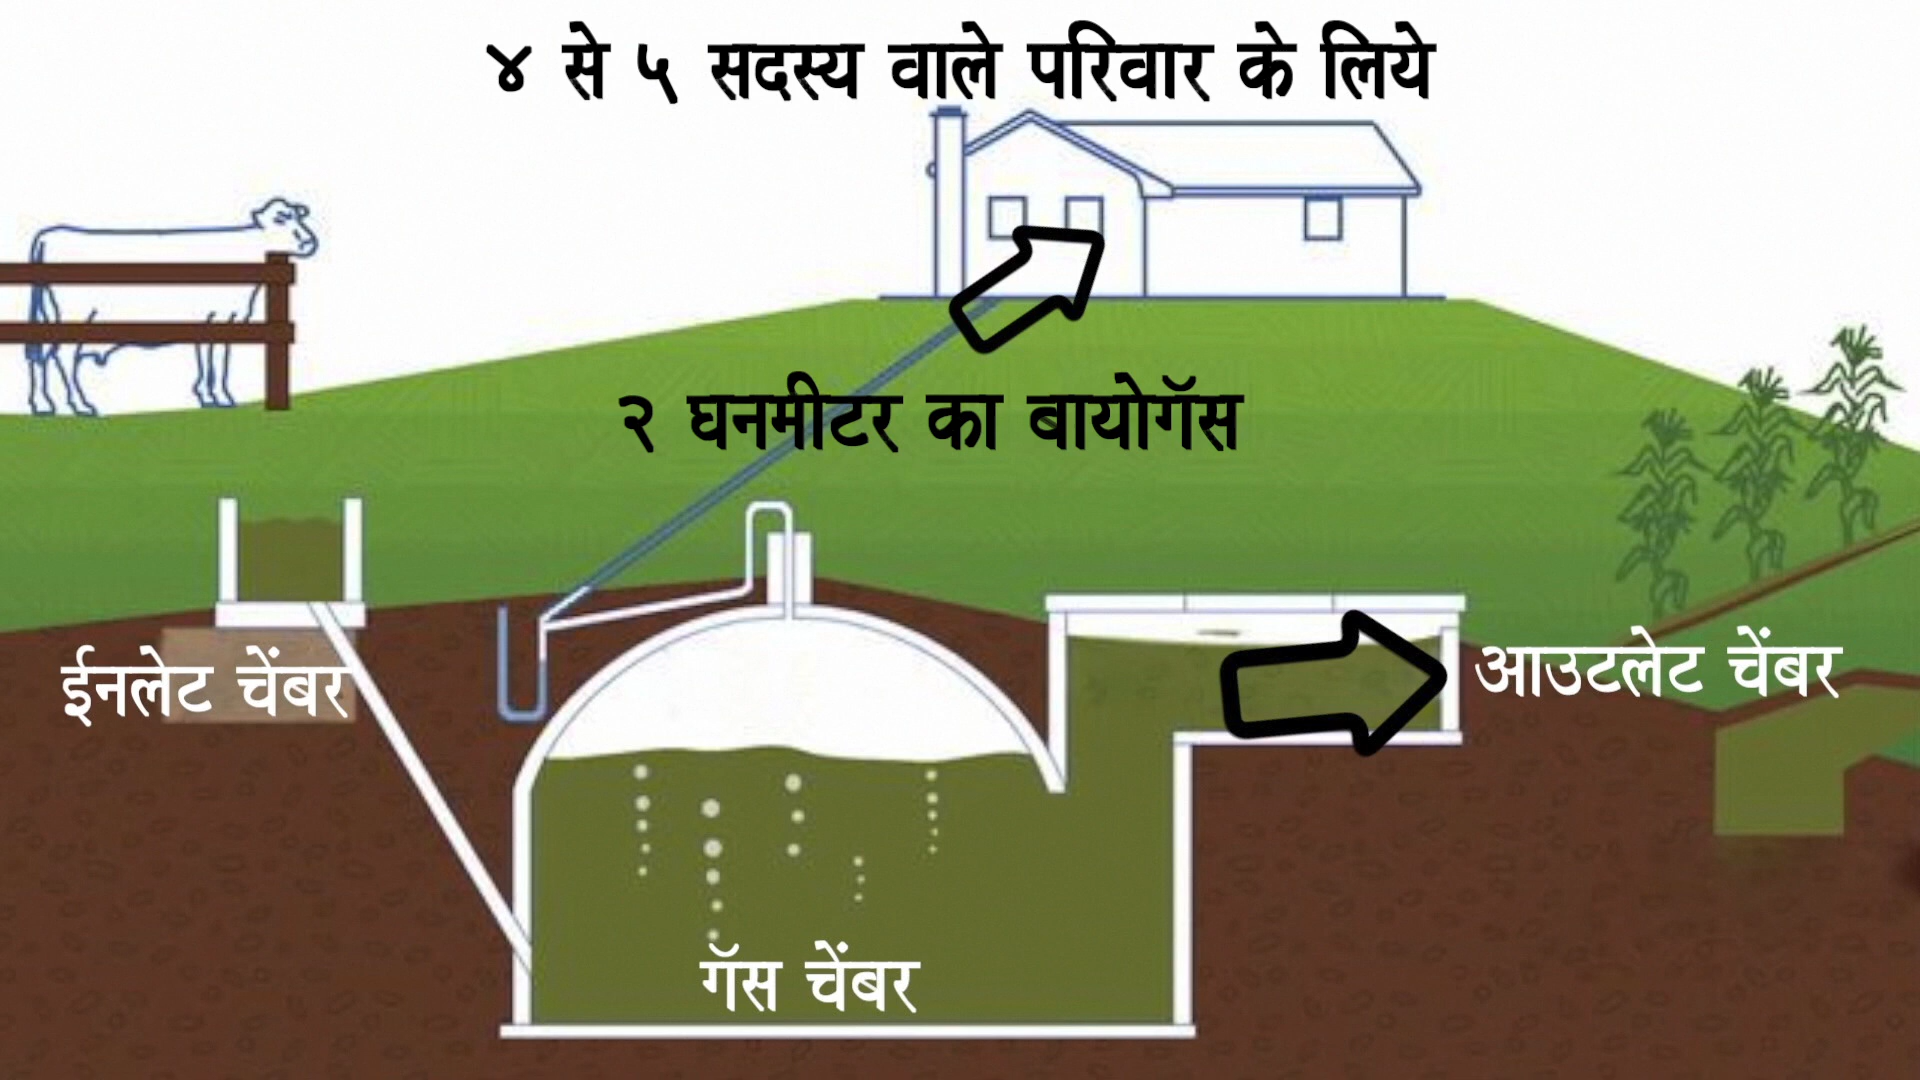 ४ से ५ सदस्य वाले परिवार के लिये
२ घनमीटर का बायोगॅस
ईनलेट चेंबर
आउटलेट चेंबर
गॅस चेंबर